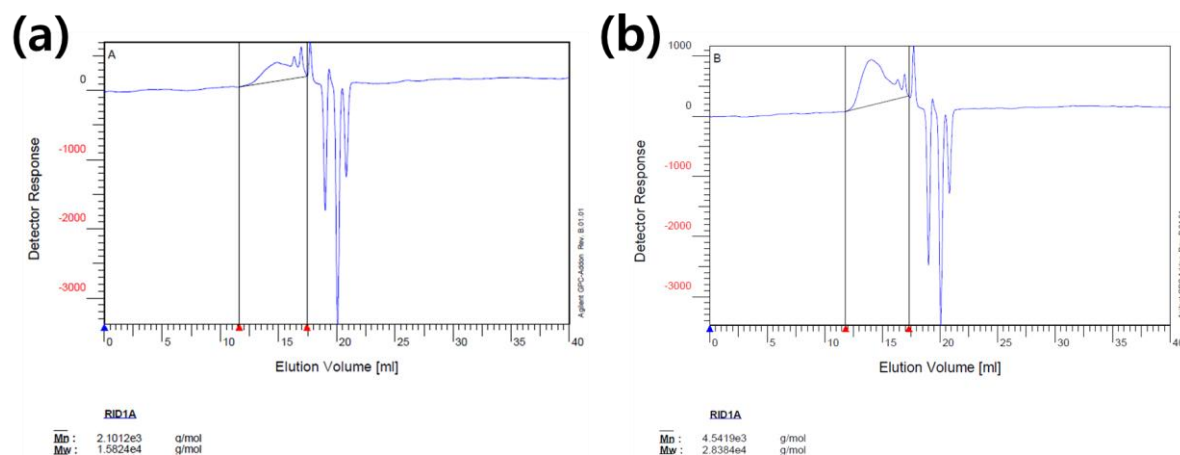 (a)
A
0
-1000
-2000
-3000
Detector Response
0 5 10 15 20 25 30 35 40
Elution Volume [ml]
Agilent GPC-Addon Rev. B.01.01
RID1A
Mn : 2.1012e3 g/mol
Mw : 1.5824e4 g/mol
(b)
B
1000
0
-1000
-2000
-3000
Detector Response
0 5 10 15 20 25 30 35 40
Elution Volume [ml]
RID1A
Mn : 4.5419e3 g/mol
Mw : 2.8384e4 g/mol